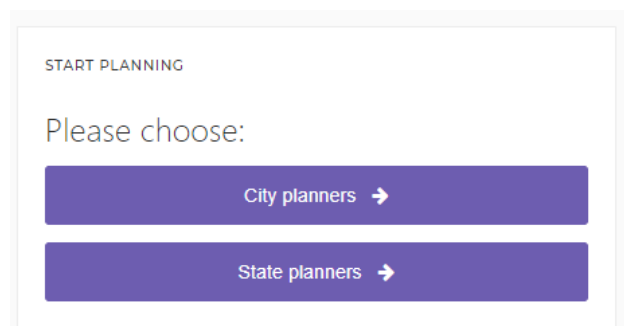 START PLANNING
Please choose:
City planners
State planners